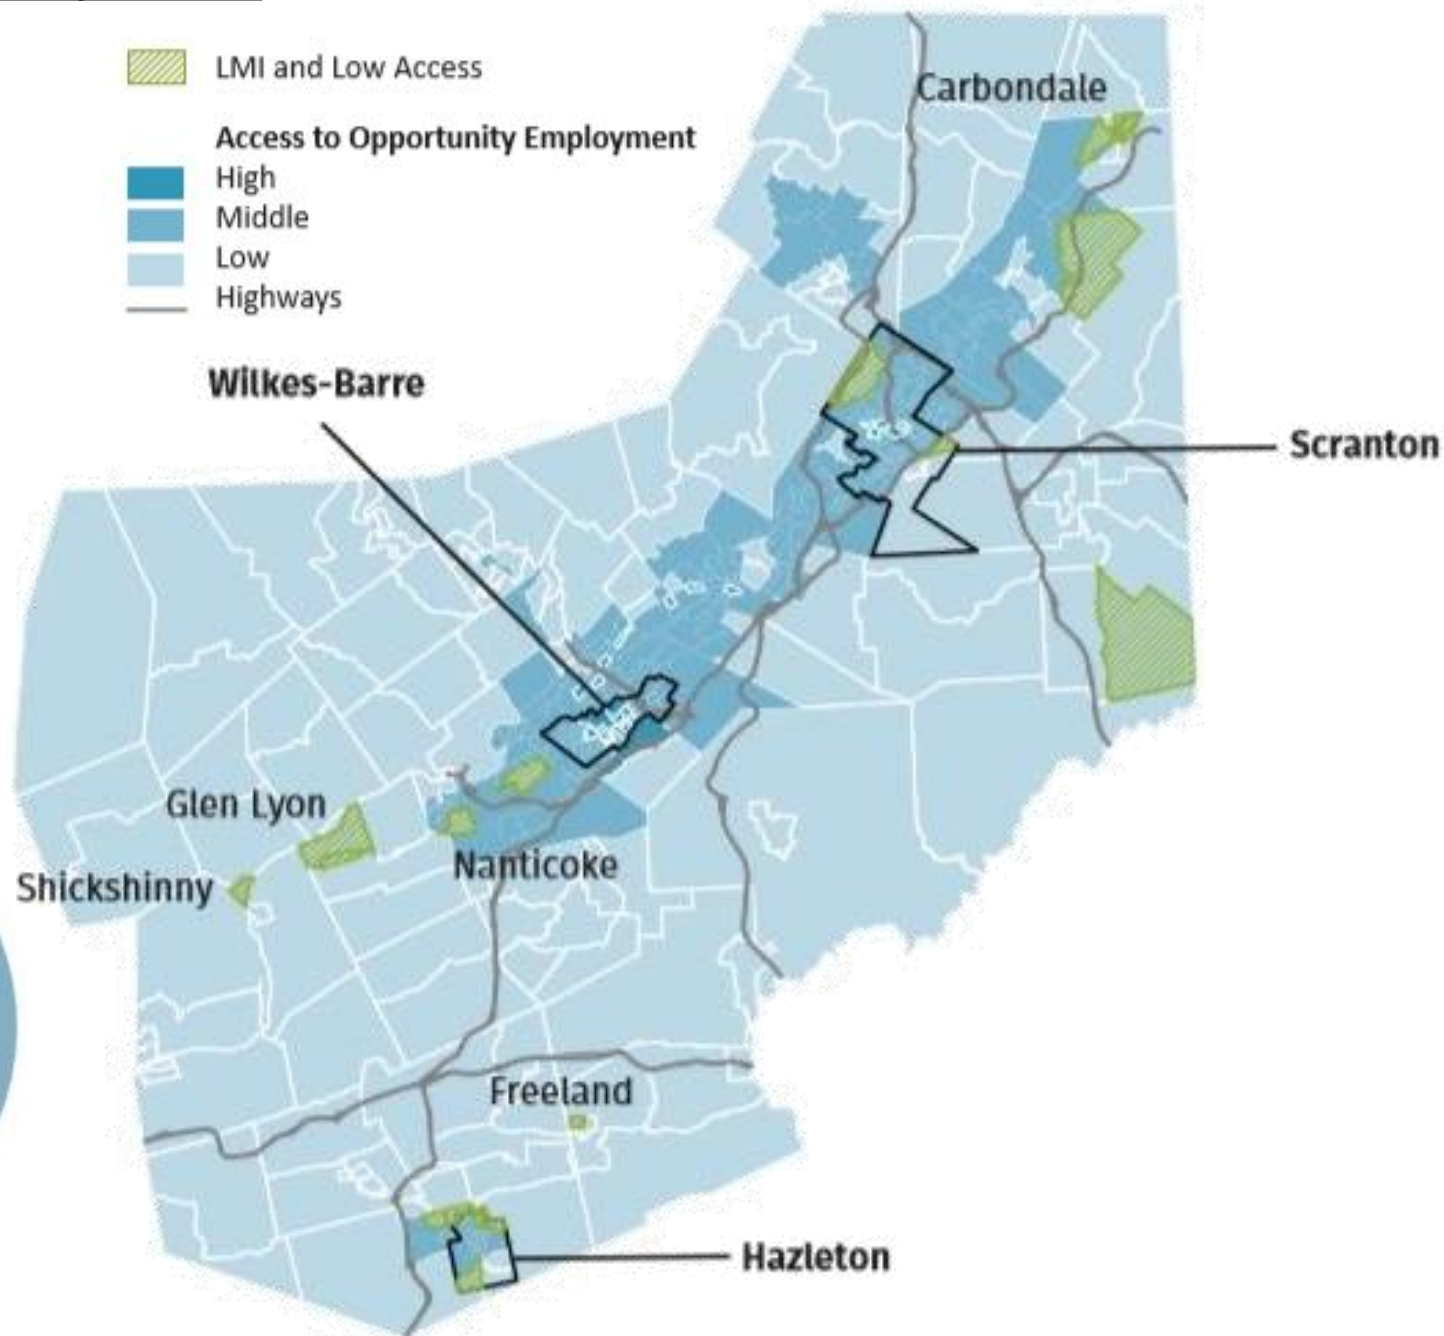 LMI and Low Access
Access to Opportunity Employment
High
Middle
Low
Highways
Carbondale
Wilkes-Barre
Scranton
Glen Lyon
Shickshinny
Nanticoke
Freeland
Hazleton